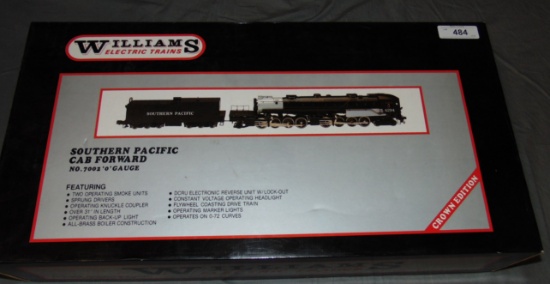 WILLIAMS
ELECTRIC TRAINS
484
SOUTHERN PACIFIC
SOUTHERN PACIFIC
CAB FORWARD
NO. 7002 'O' GAUGE
FEATURING
• TWO OPERATING SMOKE UNITS
• SPRUNG DRIVERS
• OPERATING KNUCKLE COUPLER
• OVER 31" IN LENGTH
• OPERATING BACK-UP LIGHT
• ALL-BRASS BOILER CONSTRUCTION
• DCRU ELECTRONIC REVERSE UNIT W/LOCK-OUT
• CONSTANT VOLTAGE OPERATING HEADLIGHT
• FLYWHEEL COASTING DRIVE TRAIN
• OPERATING MARKER LIGHTS
• OPERATES ON 0-72 CURVES
CROWN EDITION
WILLIAMS